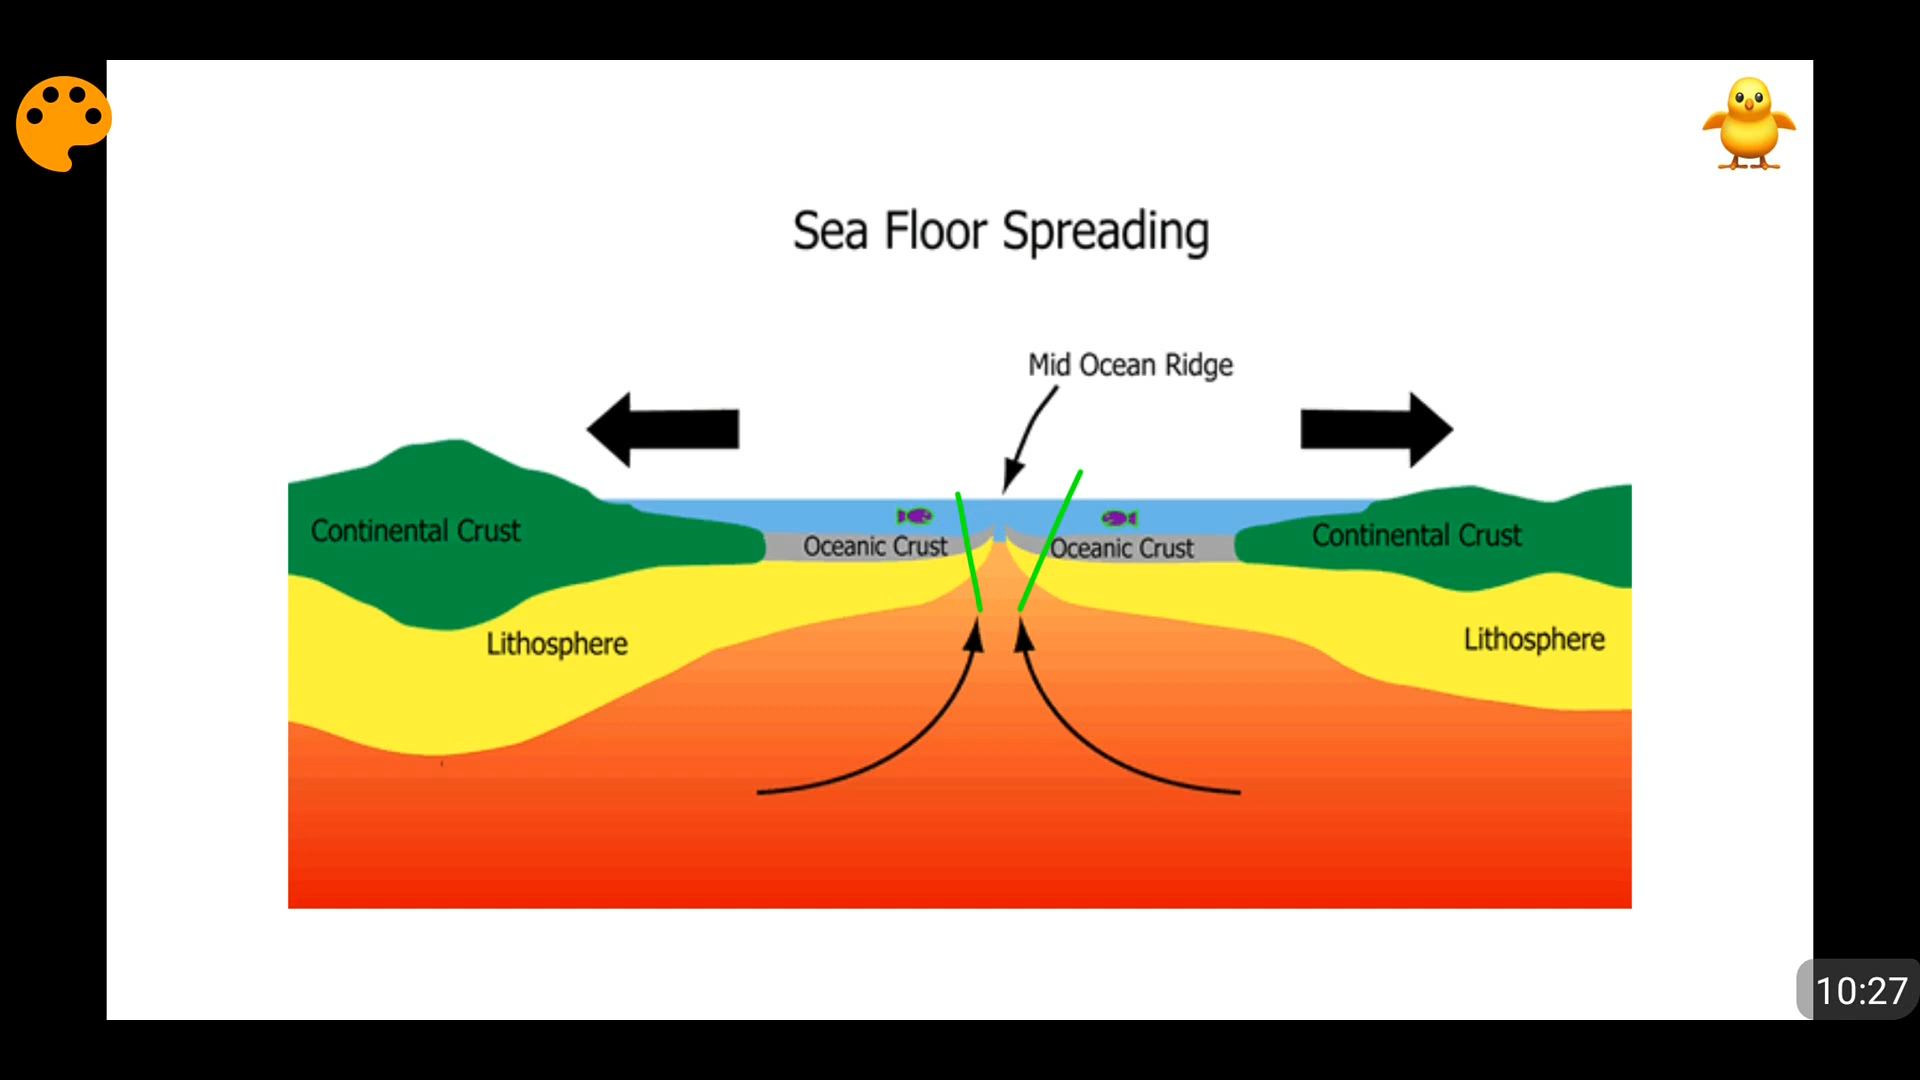 Sea Floor Spreading
Mid Ocean Ridge
Continental Crust
Oceanic Crust
Oceanic Crust
Continental Crust
Lithosphere
Lithosphere
10:27